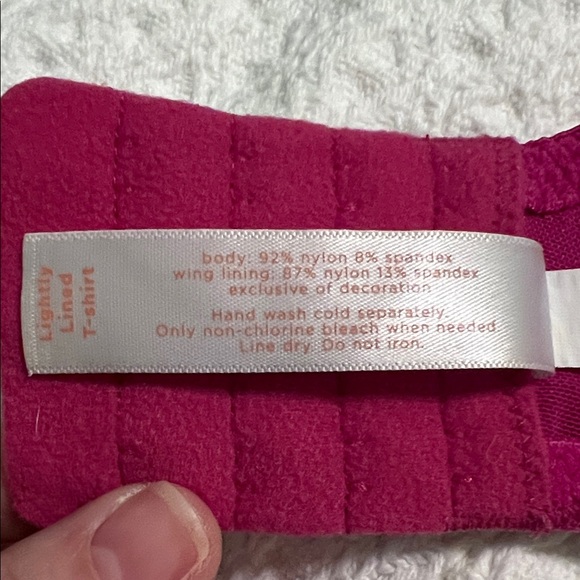 Lightly
Lined
T-shirt
body: 92% nylon 8% spandex
wing lining: 87% nylon 13% spandex
exclusive of decoration
Hand wash cold separately.
Only non-chlorine bleach when needed
Line dry. Do not iron.